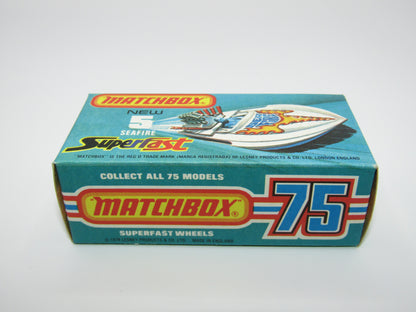 MATCHBOX®
NEW
5
SEAFIRE
Superfast
"MATCHBOX" IS THE REG'D TRADE MARK (MARCA REGISTRADA) OF LESNEY PRODUCTS & CO. LTD., LONDON ENGLAND
COLLECT ALL 75 MODELS
MATCHBOX®
75
SUPERFAST WHEELS
LESNEY PRODUCTS & CO. LTD. MADE IN ENGLAND